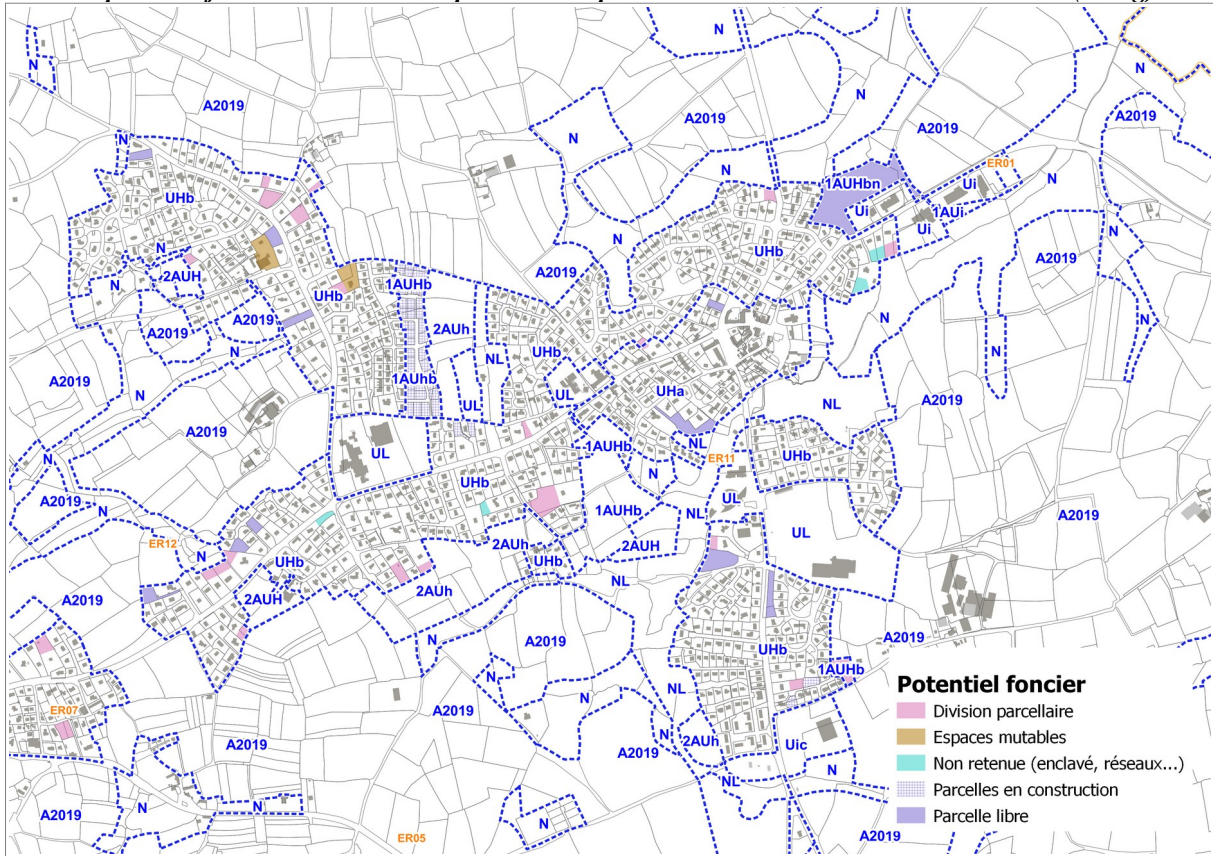 N
A2019
N
N
A2019
N
N
A2019
A2019
N
ER01
N
UHb
1AUHbn
Ui
Ui
1AUi
Ui
N
2AUH
N
UHb
1AUHb
A2019
N
UHb
A2019
A2019
A2019
2AUh
N
N
NL
UHb
A2019
N
1AUhb
UL
UL
UHa
NL
A2019
A2019
UL
1AUHb
NL
ER11
UHb
N
UHb
N
UL
A2019
N
1AUHb
NL
UL
A2019
ER12
N
2AUh
2AUH
UHb
UHb
NL
2AUH
2AUh
A2019
N
A2019
A2019
UHb
1AUHb
NL
ER07
A2019
N
2AUh
Uic
A2019
A2019
N
NL
N
A2019
N
N
ER05
A2019
Potentiel foncier
Division parcellaire
Espaces mutables
Non retenue (enclavé, réseaux...)
Parcelles en construction
Parcelle libre